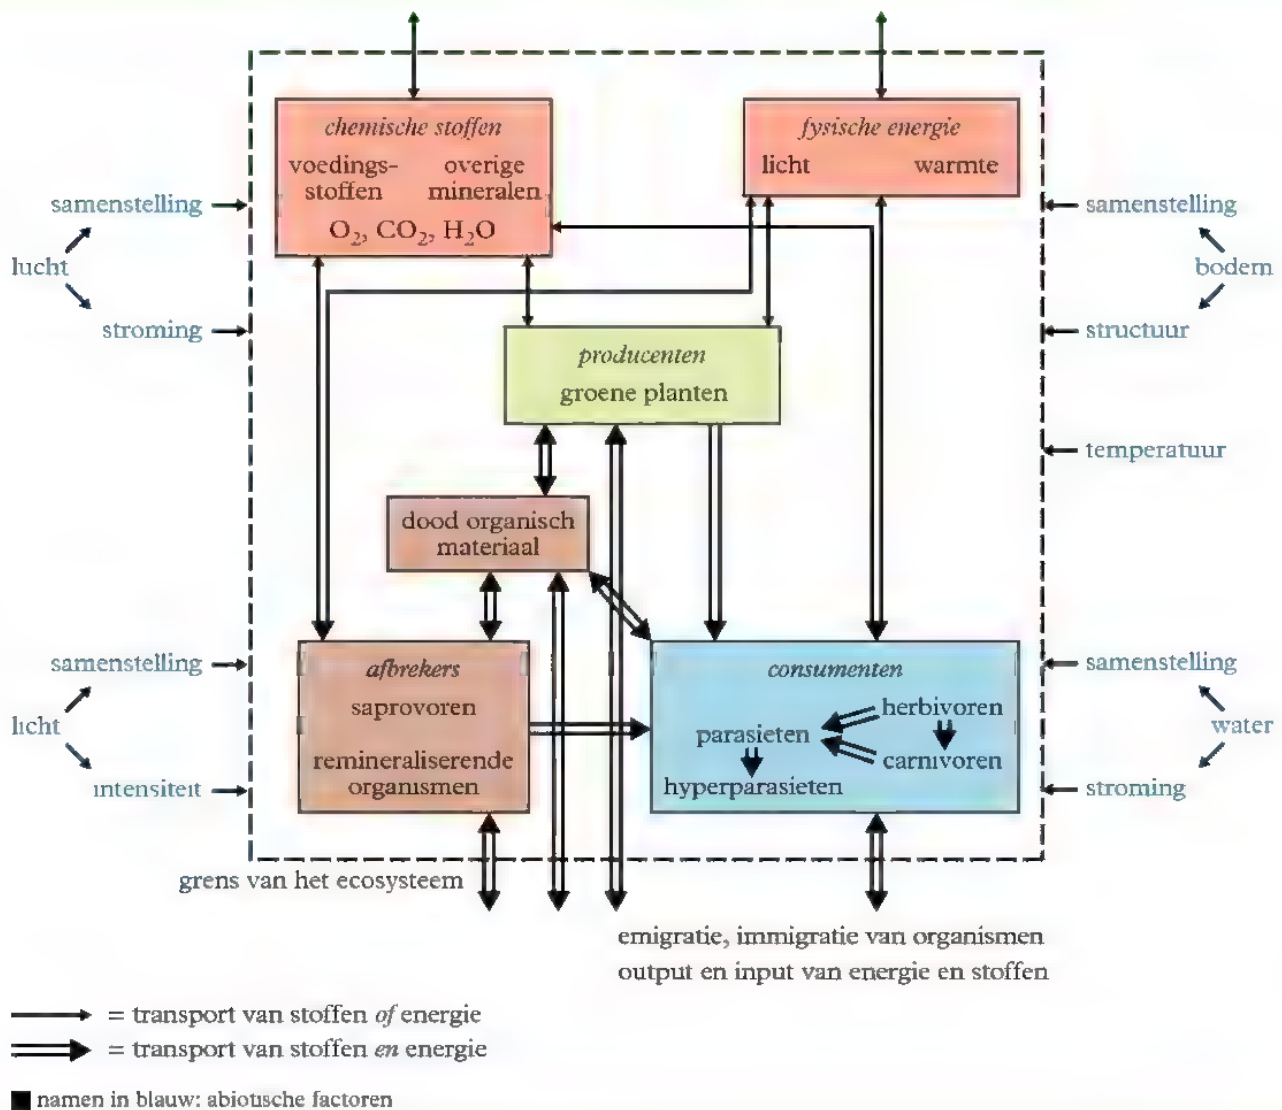 chemische stoffen
voedings-
stoffen
overige
mineralen
O₂, CO₂, H₂O
fysische energie
licht warmte
samenstelling
lucht
stroming
samenstelling
bodem
structuur
temperatuur
producenten
groene planten
dood organisch
materiaal
samenstelling
licht
intensiteit
afbrekers
saprovoren
remineraliserende
organismen
consumenten
herbivoren
parasieten
carnivoren
hyperparasieten
samenstelling
water
stroming
grens van het ecosysteem
emigratie, immigratie van organismen
output en input van energie en stoffen
= transport van stoffen of energie
= transport van stoffen en energie
namen in blauw: abiotische factoren